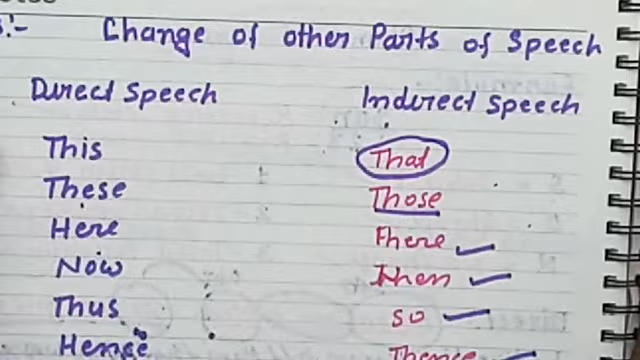 :- Change of other Parts of Speech
Direct Speech Indirect Speech
This That
These Those
Here There
Now Then
Thus so
Hence Thence